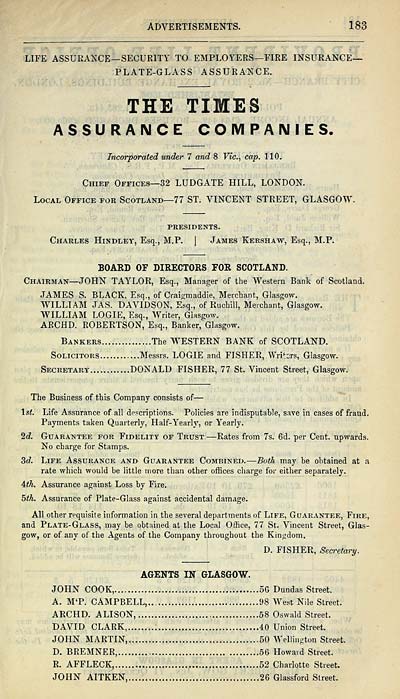 ADVERTISEMENTS. 183
LIFE ASSURANCE—SECURITY TO EMPLOYERS—FIRE INSURANCE—
PLATE-GLASS ASSURANCE.
THE TIMES
ASSURANCE COMPANIES.
Incorporated under 7 and 8 Vic., cap. 110.
CHIEF OFFICES—32 LUDGATE HILL, LONDON.
LOCAL OFFICE FOR SCOTLAND—77 ST. VINCENT STREET, GLASGOW.
PRESIDENTS.
CHARLES HINDLEY, Esq., M.P. | JAMES KERSHAW, Esq., M.P.
BOARD OF DIRECTORS FOR SCOTLAND.
CHAIRMAN—JOHN TAYLOR, Esq., Manager of the Western Bank of Scotland.
JAMES S. BLACK, Esq., of Craigmaddie, Merchant, Glasgow.
WILLIAM JAS. DAVIDSON, Esq., of Ruchill, Merchant, Glasgow.
WILLIAM LOGIE, Esq., Writer, Glasgow.
ARCHD. ROBERTSON, Esq., Banker, Glasgow.
BANKERS...............The WESTERN BANK of SCOTLAND.
SOLICITORS............Messrs. LOGIE and FISHER, Writers, Glasgow.
SECRETARY............DONALD FISHER, 77 St. Vincent Street, Glasgow.
The Business of this Company consists of—
1st. Life Assurance of all descriptions. Policies are indisputable, save in cases of fraud.
Payments taken Quarterly, Half-Yearly, or Yearly.
2d. GUARANTEE FOR FIDELITY OF TRUST—Rates from 7s. 6d. per Cent. upwards.
No charge for Stamps.
3d. LIFE ASSURANCE AND GUARANTEE COMBINED.—Both may be obtained at a
rate which would be little more than other offices charge for either separately.
4th. Assurance against Loss by Fire.
5th. Assurance of Plate-Glass against accidental damage.
All other requisite information in the several departments of LIFE, GUARANTEE, FIRE,
and PLATE-GLASS, may be obtained at the Local Office, 77 St. Vincent Street, Glas-
gow, or of any of the Agents of the Company throughout the Kingdom.
D. FISHER, Secretary.
AGENTS IN GLASGOW.
JOHN COOK,........................................56 Dundas Street.
A. M'P. CAMPBELL,...............................98 West Nile Street.
ARCHD. ALISON,..................................58 Oswald Street.
DAVID CLARK,....................................40 Union Street.
JOHN MARTIN,....................................50 Wellington Street.
D. BREMNER,......................................56 Howard Street.
R. AFFLECK,.......................................52 Charlotte Street.
JOHN AITKEN,.....................................26 Glassford Street.